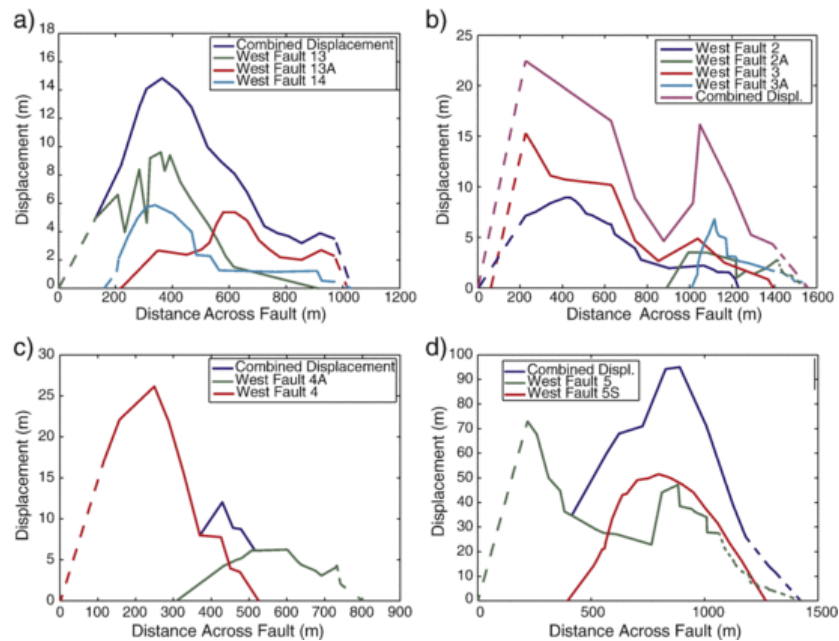 a)
18
16
14
12
10
8
6
4
2
0
Displacement (m)
Combined Displacement
West Fault 13
West Fault 13A
West Fault 14
0 200 400 600 800 1000 1200
Distance Across Fault (m)
b)
25
20
15
10
5
0
Displacement (m)
West Fault 2
West Fault 2A
West Fault 3
West Fault 3A
Combined Displ.
0 200 400 600 800 1000 1200 1400 1600
Distance Across Fault (m)
c)
30
25
20
15
10
5
0
Displacement (m)
Combined Displacement
West Fault 4A
West Fault 4
0 100 200 300 400 500 600 700 800 900
Distance Across Fault (m)
d)
100
90
80
70
60
50
40
30
20
10
0
Displacement (m)
Combined Displ.
West Fault 5
West Fault 5S
0 500 1000 1500
Distance Across Fault (m)